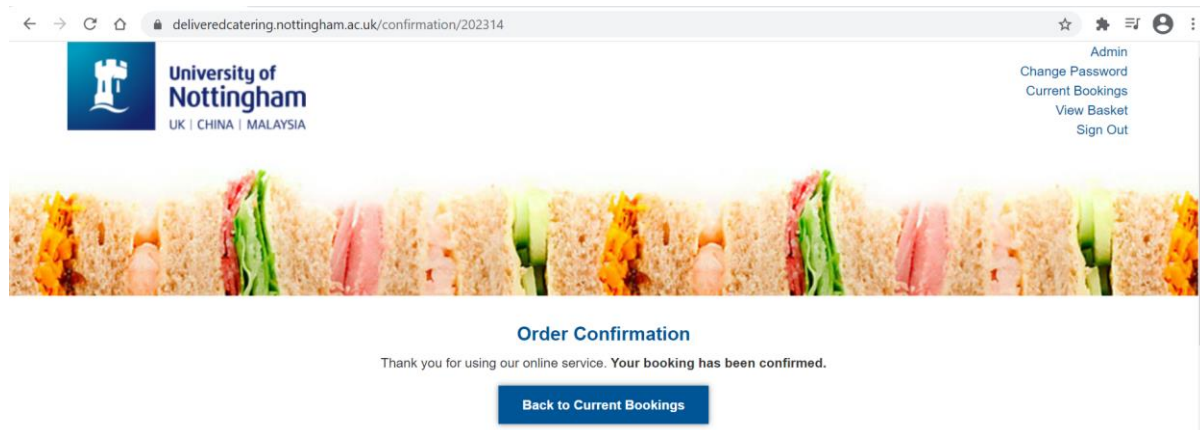 deliveredcatering.nottingham.ac.uk/confirmation/202314
University of
Nottingham
UK | CHINA | MALAYSIA
Admin
Change Password
Current Bookings
View Basket
Sign Out
Order Confirmation
Thank you for using our online service. Your booking has been confirmed.
Back to Current Bookings